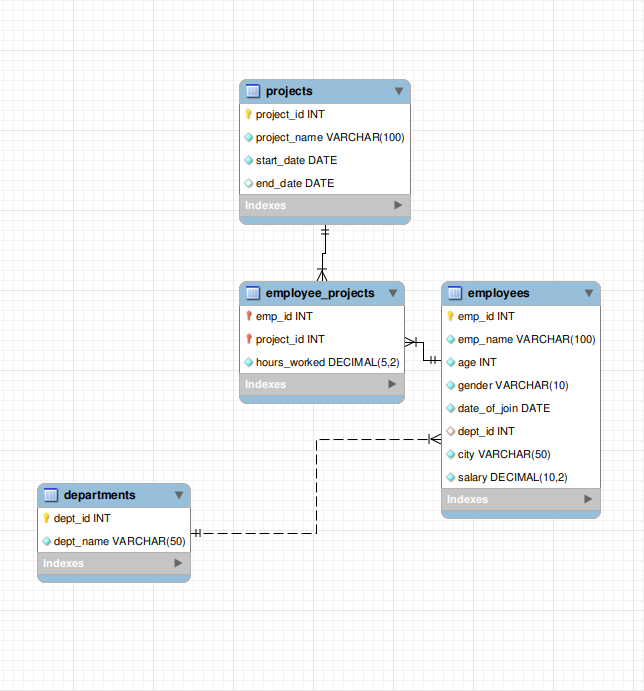 projects
project_id INT
project_name VARCHAR(100)
start_date DATE
end_date DATE
Indexes
employee_projects
emp_id INT
project_id INT
hours_worked DECIMAL(5,2)
Indexes
employees
emp_id INT
emp_name VARCHAR(100)
age INT
gender VARCHAR(10)
date_of_join DATE
dept_id INT
city VARCHAR(50)
salary DECIMAL(10,2)
Indexes
departments
dept_id INT
dept_name VARCHAR(50)
Indexes